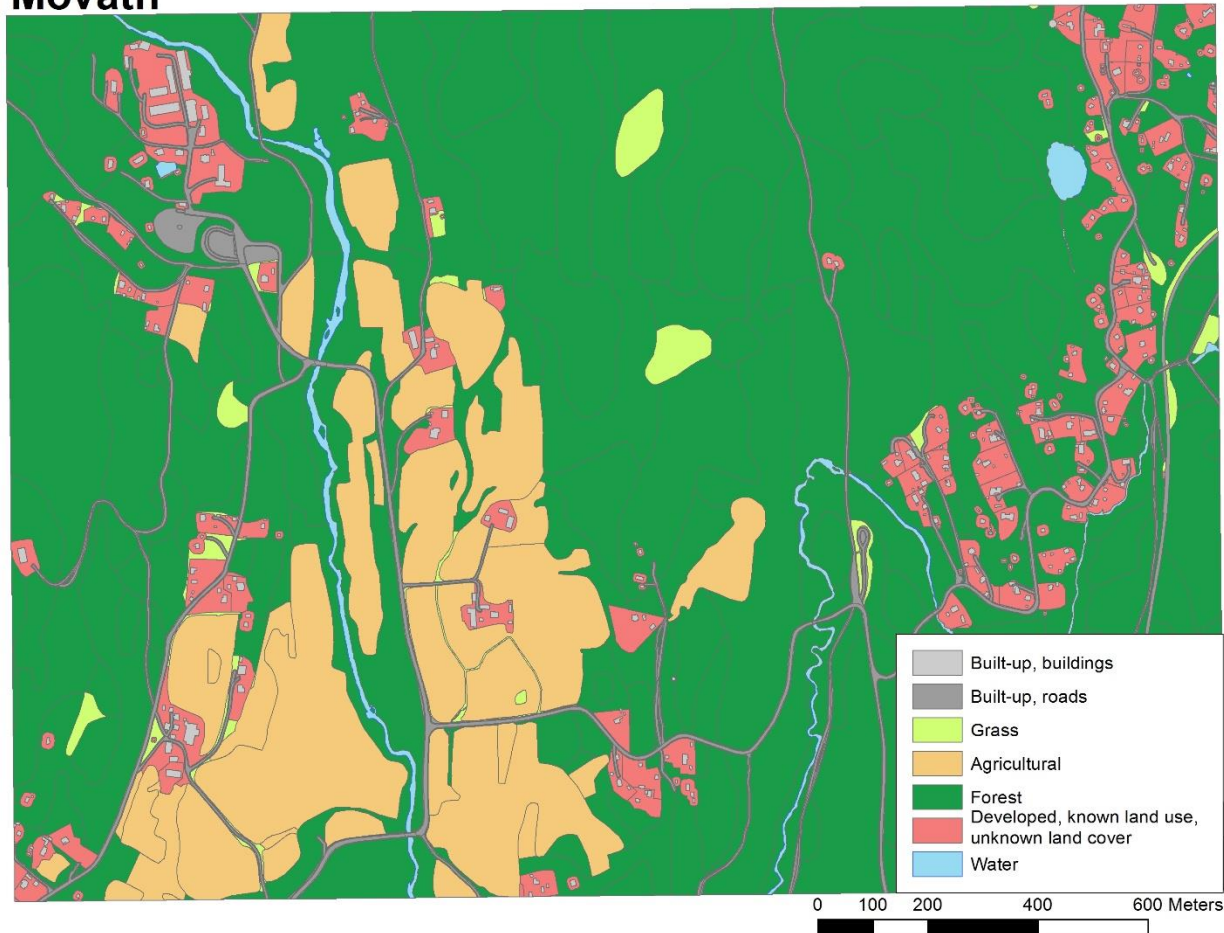 Movatn
Built-up, buildings
Built-up, roads
Grass
Agricultural
Forest
Developed, known land use,
unknown land cover
Water
0 100 200 400 600 Meters